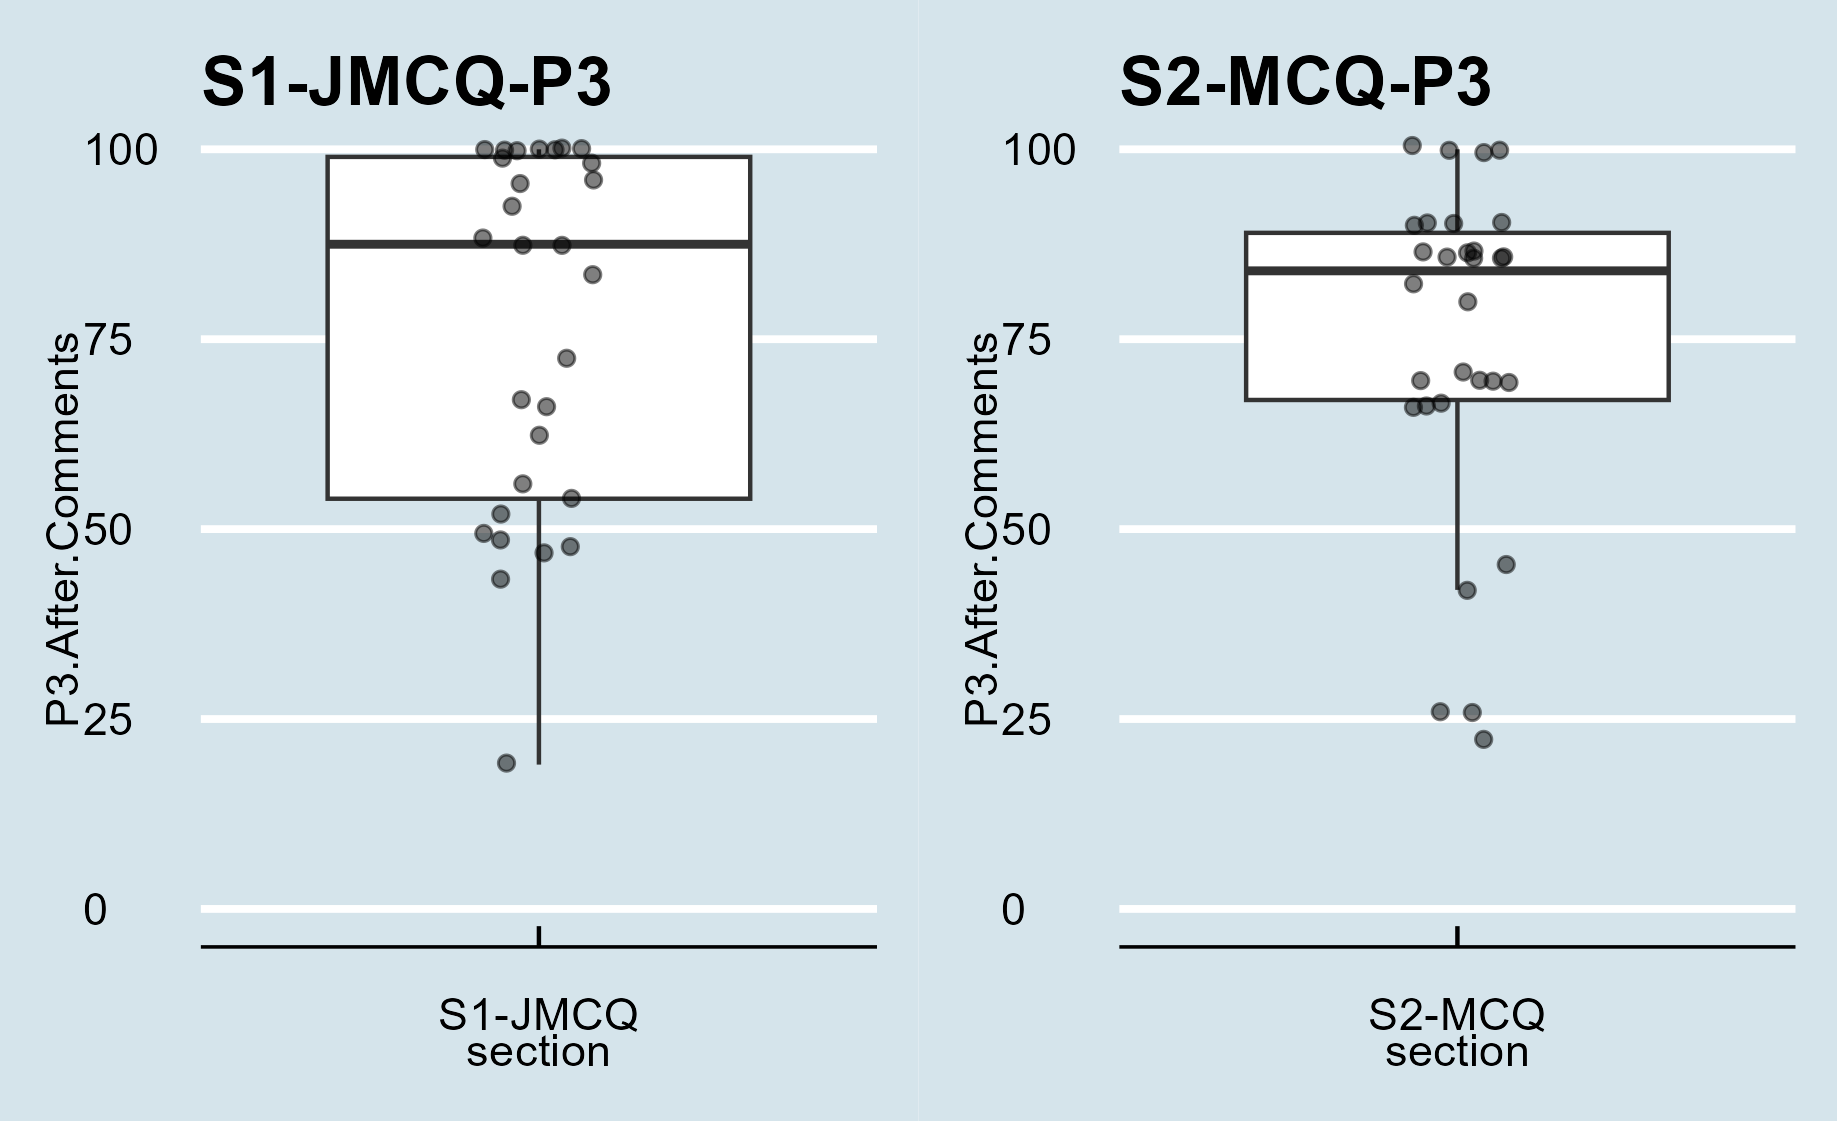 S1-JMCQ-P3
100
75
50
25
0
P3.After.Comments
S1-JMCQ
section
S2-MCQ-P3
100
75
50
25
0
P3.After.Comments
S2-MCQ
section